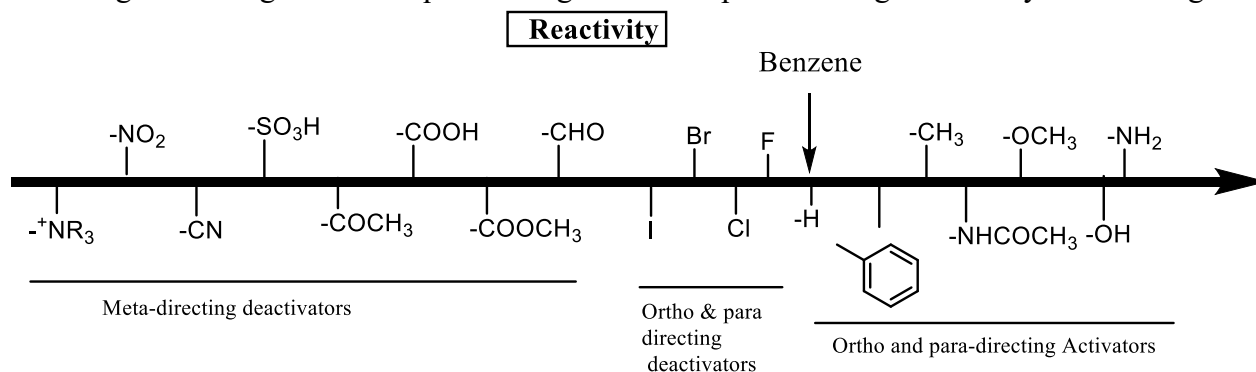 Reactivity
Benzene
-NO2 -SO3H -COOH -CHO Br F -CH3 -OCH3 -NH2
-+NR3 -CN -COCH3 -COOCH3 I Cl -H -NHCOCH3 -OH
Meta-directing deactivators
Ortho & para
directing
deactivators
Ortho and para-directing Activators